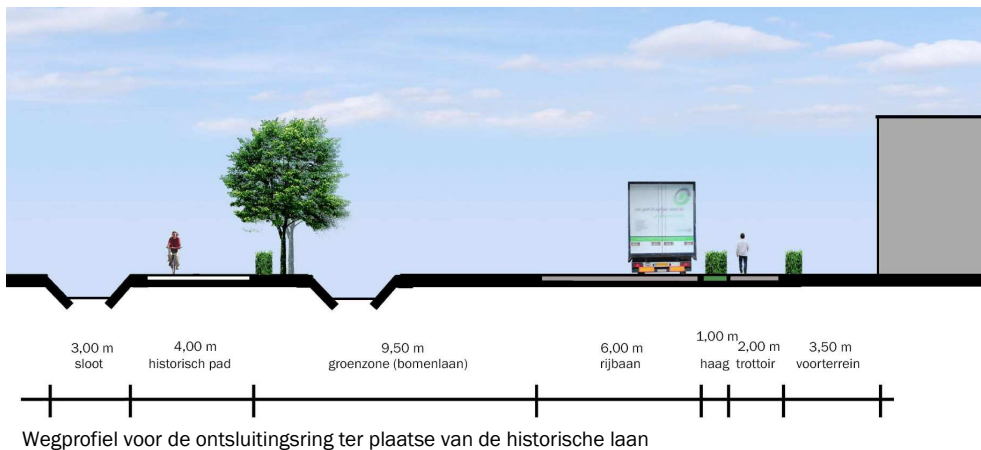 3,00 m
sloot
4,00 m
historisch pad
9,50 m
groenzone (bomenlaan)
6,00 m
rijbaan
1,00 m
haag
2,00 m
trottoir
3,50 m
voorterrein
Wegprofiel voor de ontsluitingsring ter plaatse van de historische laan